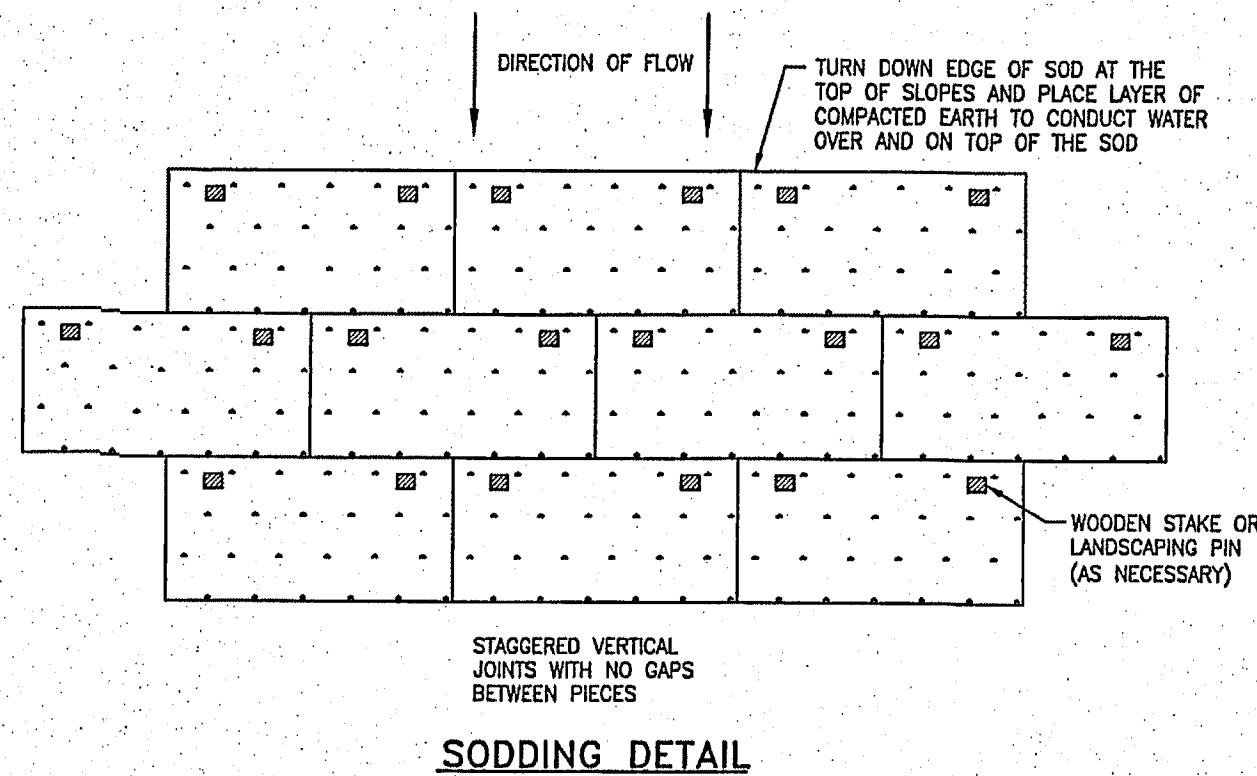 DIRECTION OF FLOW
TURN DOWN EDGE OF SOD AT THE
TOP OF SLOPES AND PLACE LAYER OF
COMPACTED EARTH TO CONDUCT WATER
OVER AND ON TOP OF THE SOD
WOODEN STAKE OR
LANDSCAPING PIN
(AS NECESSARY)
STAGGERED VERTICAL
JOINTS WITH NO GAPS
BETWEEN PIECES
SODDING DETAIL